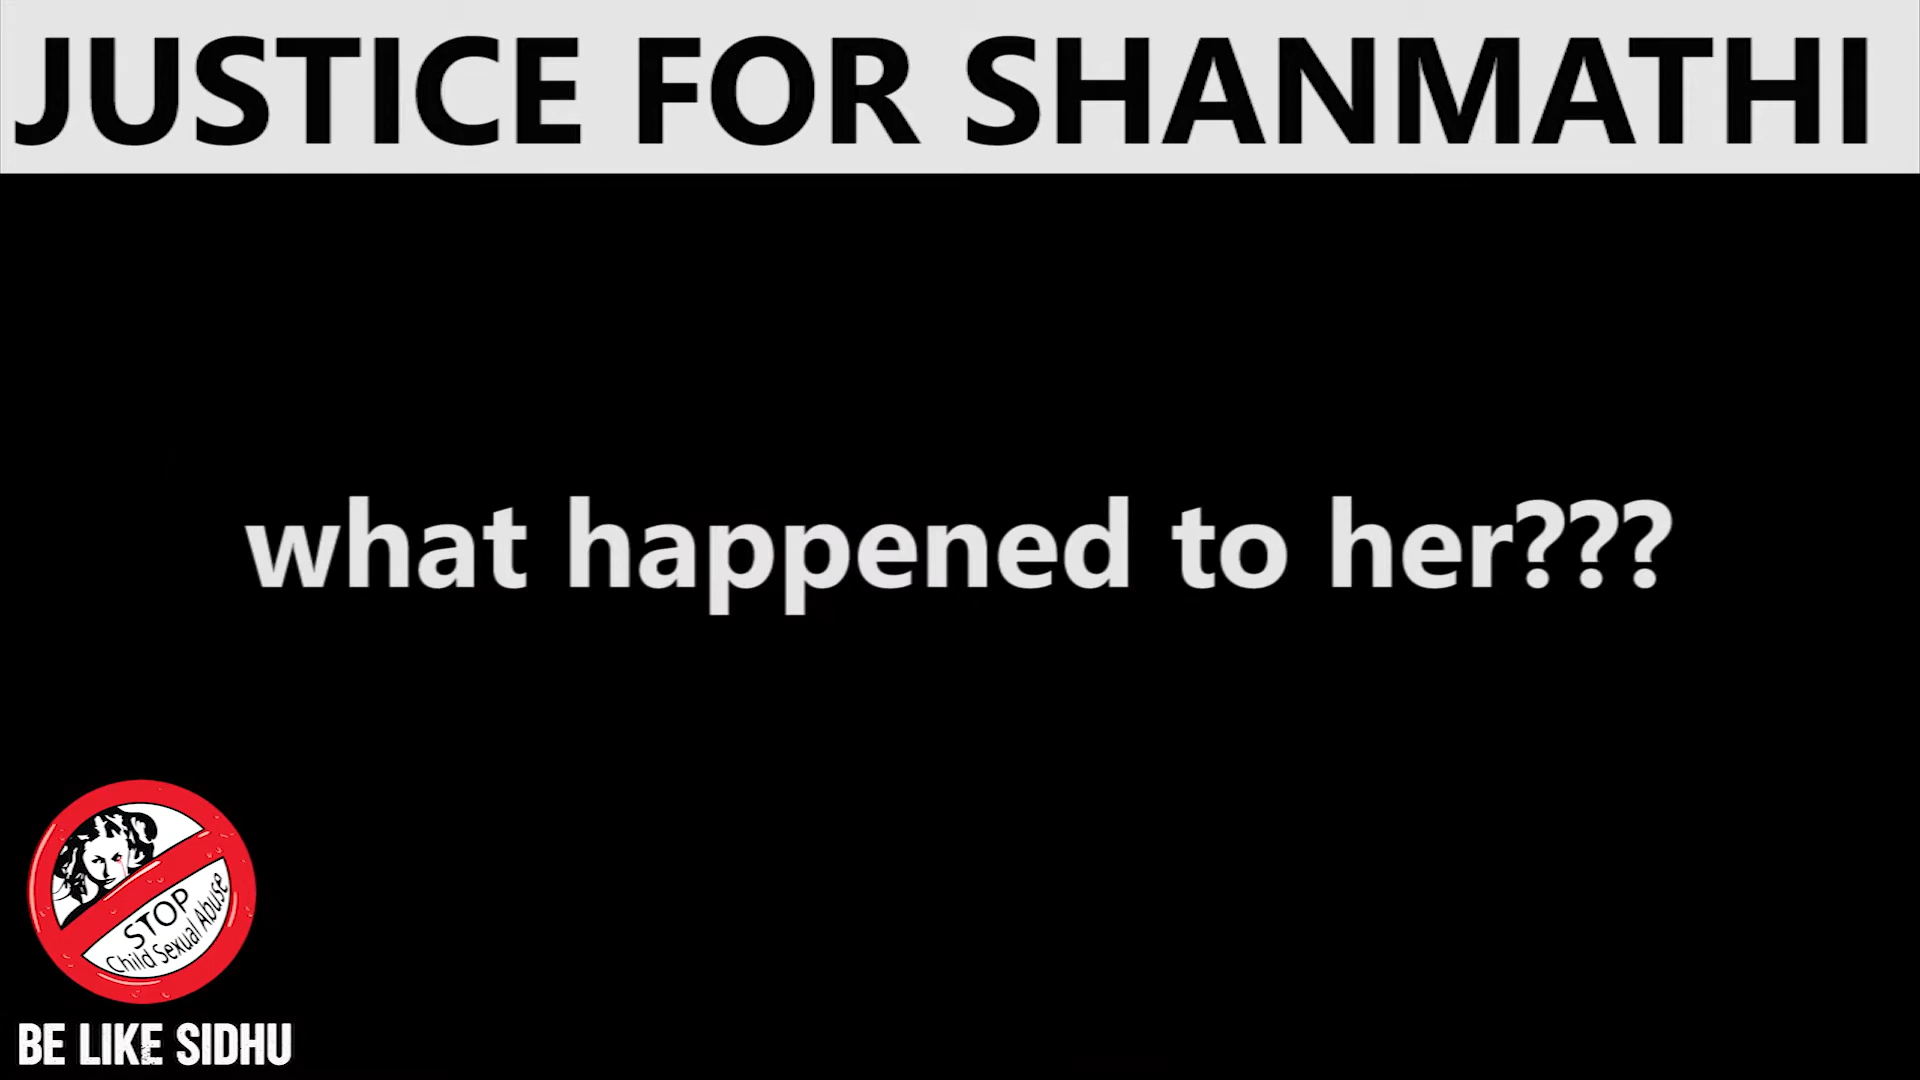 JUSTICE FOR SHANMATHI
what happened to her???
STOP
Child Sexual Abuse
BE LIKE SIDHU